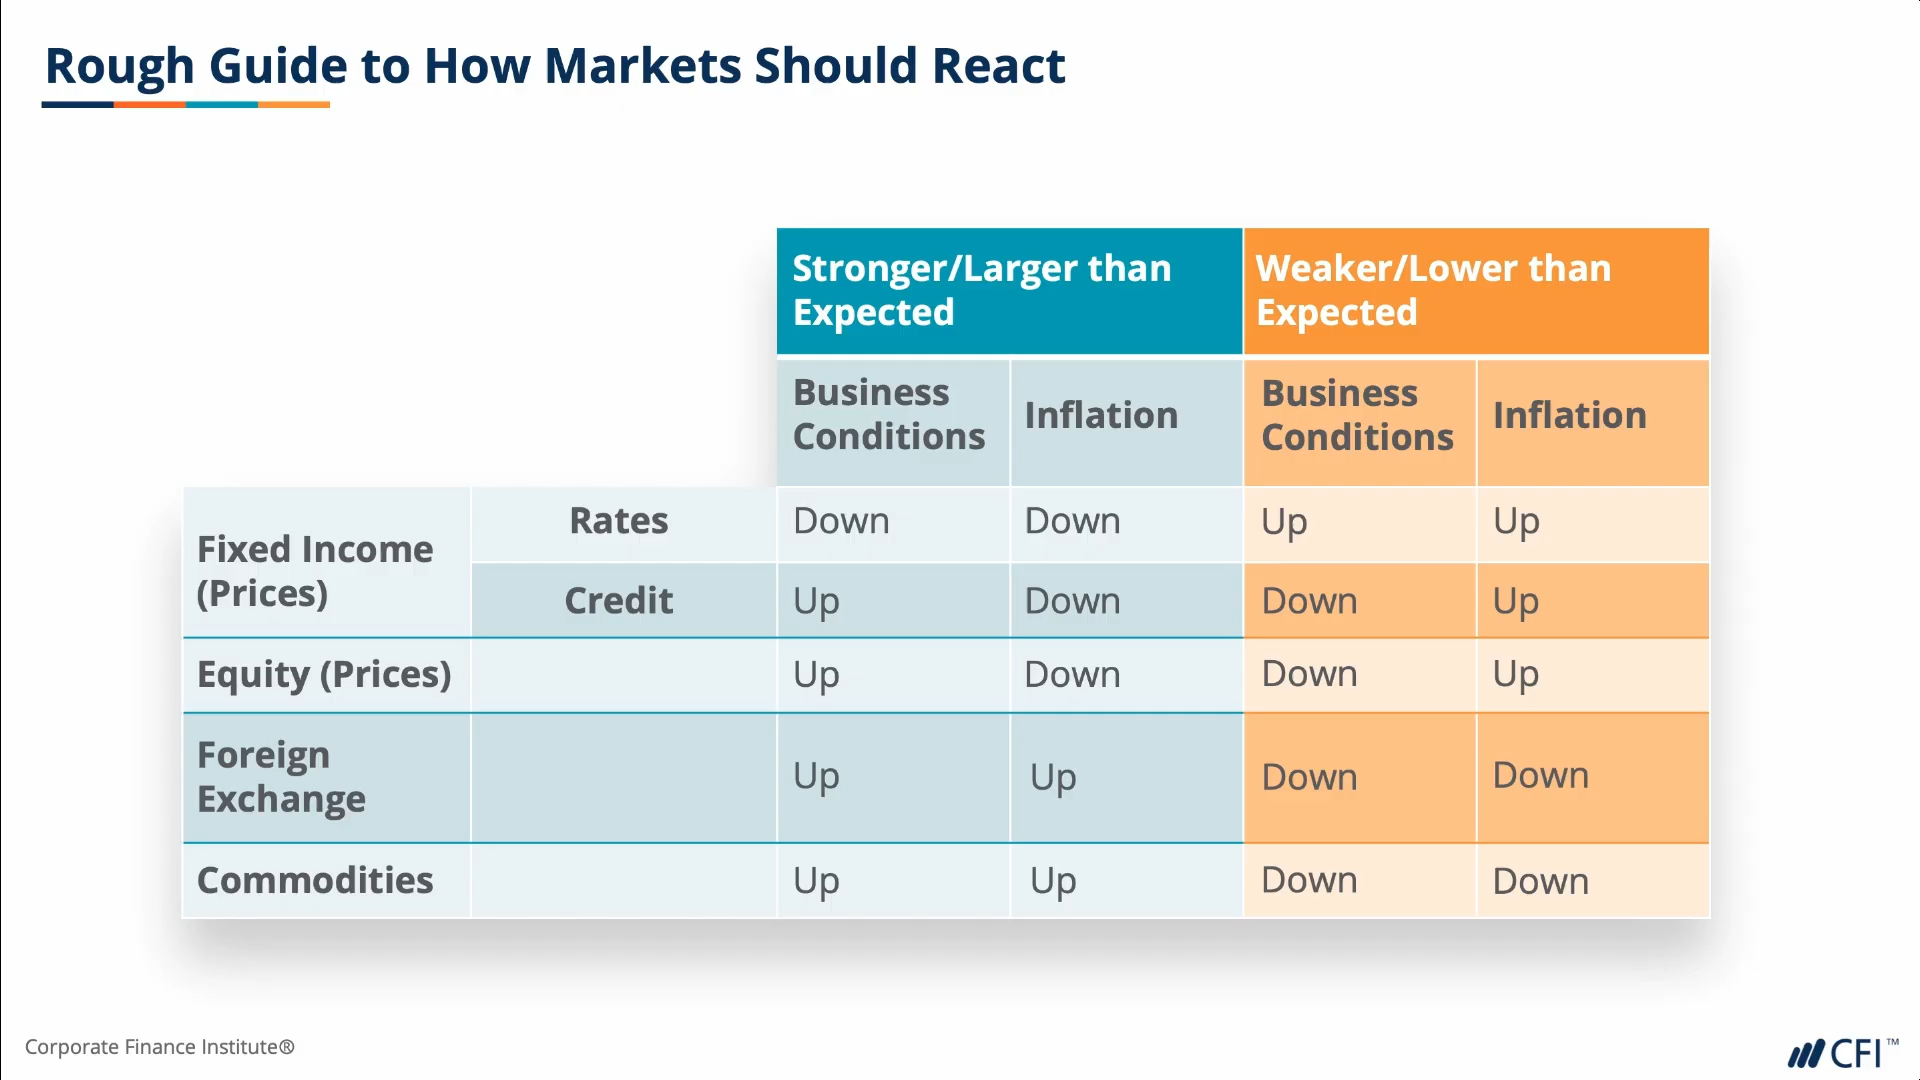 Rough Guide to How Markets Should React
Stronger/Larger than
Expected
Weaker/Lower than
Expected
Business
Conditions
Inflation
Business
Conditions
Inflation
Fixed Income
(Prices)
Rates
Down
Down
Up
Up
Credit
Up
Down
Down
Up
Equity (Prices)
Up
Down
Down
Up
Foreign
Exchange
Up
Up
Down
Down
Commodities
Up
Up
Down
Down
Corporate Finance Institute®
CFI™